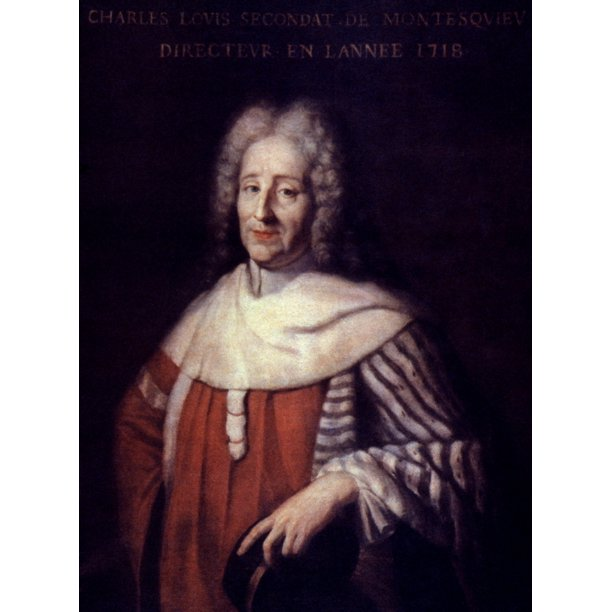 CHARLES LOVIS SECONDAT·DE MONTESQVIEV
DIRECTEVR·EN LANNEE 1718